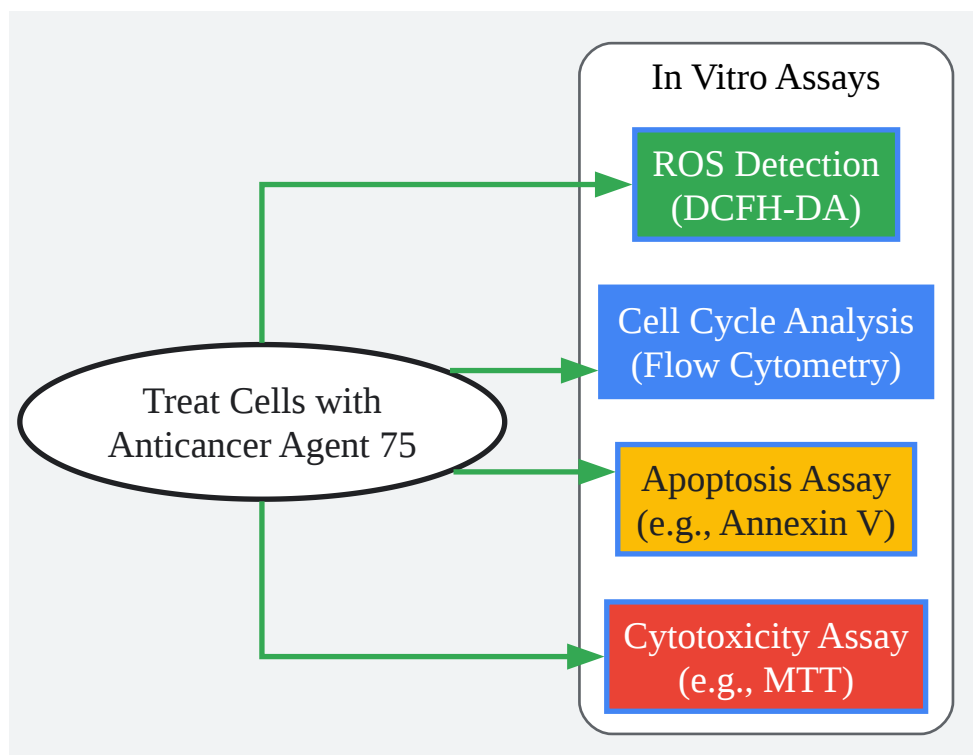 In Vitro Assays
ROS Detection
(DCFH-DA)
Cell Cycle Analysis
(Flow Cytometry)
Treat Cells with
Anticancer Agent 75
Apoptosis Assay
(e.g., Annexin V)
Cytotoxicity Assay
(e.g., MTT)